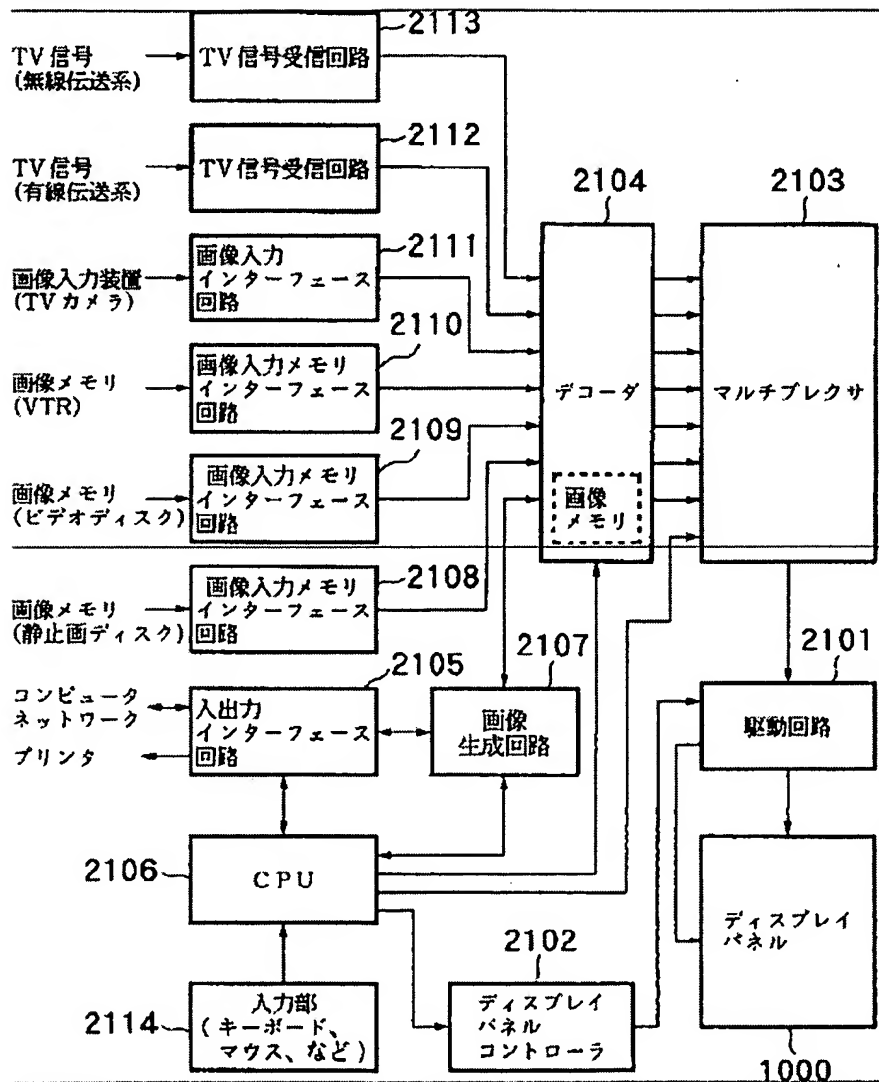 2113
TV 信号
(無線伝送系)
TV 信号受信回路
2112
TV 信号
(有線伝送系)
TV 信号受信回路
2104
2103
2111
画像入力装置
(TV カメラ)
画像入力
インターフェース
回路
2110
画像メモリ
(VTR)
画像入力メモリ
インターフェース
回路
デコーダ
マルチプレクサ
2109
画像メモリ
(ビデオディスク)
画像入力メモリ
インターフェース
回路
画像
メモリ
2108
画像メモリ
(静止画ディスク)
画像入力メモリ
インターフェース
回路
2105
2107
2101
コンピュータ
ネットワーク
プリンタ
入出力
インターフェース
回路
画像
生成回路
駆動回路
2106
CPU
ディスプレイ
パネル
2102
2114
入力部
(キーボード、
マウス、など)
ディスプレイ
パネル
コントローラ
1000